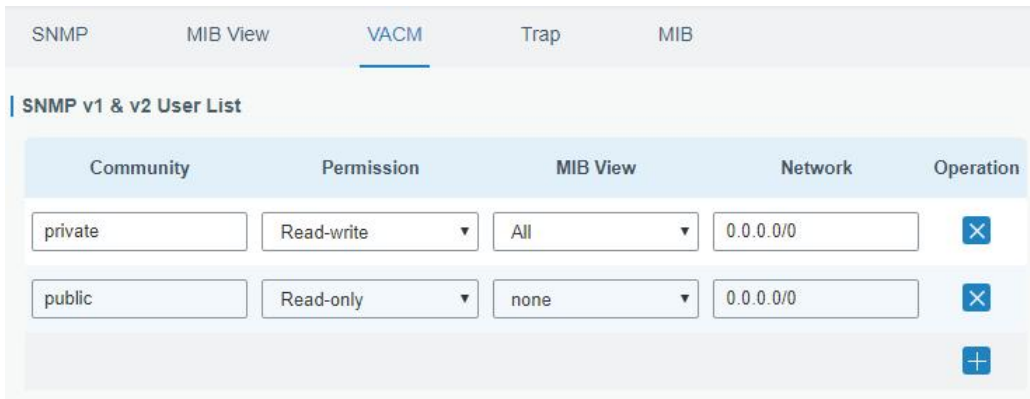 SNMP MIB View VACM Trap MIB
SNMP v1 & v2 User List
Community Permission MIB View Network Operation
private Read-write All 0.0.0.0/0
public Read-only none 0.0.0.0/0